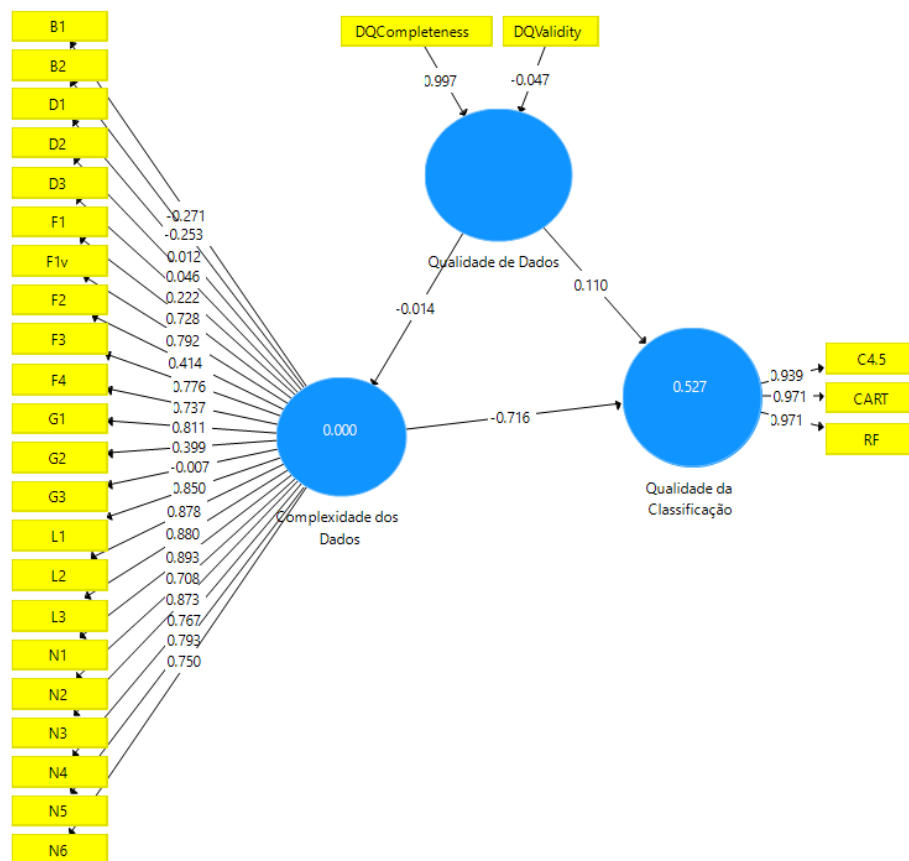 B1
B2
D1
D2
D3
F1
F1v
F2
F3
F4
G1
G2
G3
L1
L2
L3
N1
N2
N3
N4
N5
N6
-0.271
-0.253
0.012
0.046
0.222
0.728
0.792
0.414
0.776
0.737
0.811
0.399
-0.007
0.850
0.878
0.880
0.893
0.708
0.873
0.767
0.793
0.750
0.000
Complexidade dos
Dados
DQCompleteness
DQValidity
0.997
-0.047
Qualidade de Dados
-0.014
0.110
-0.716
0.527
Qualidade da
Classificação
0.939
0.971
0.971
C4.5
CART
RF